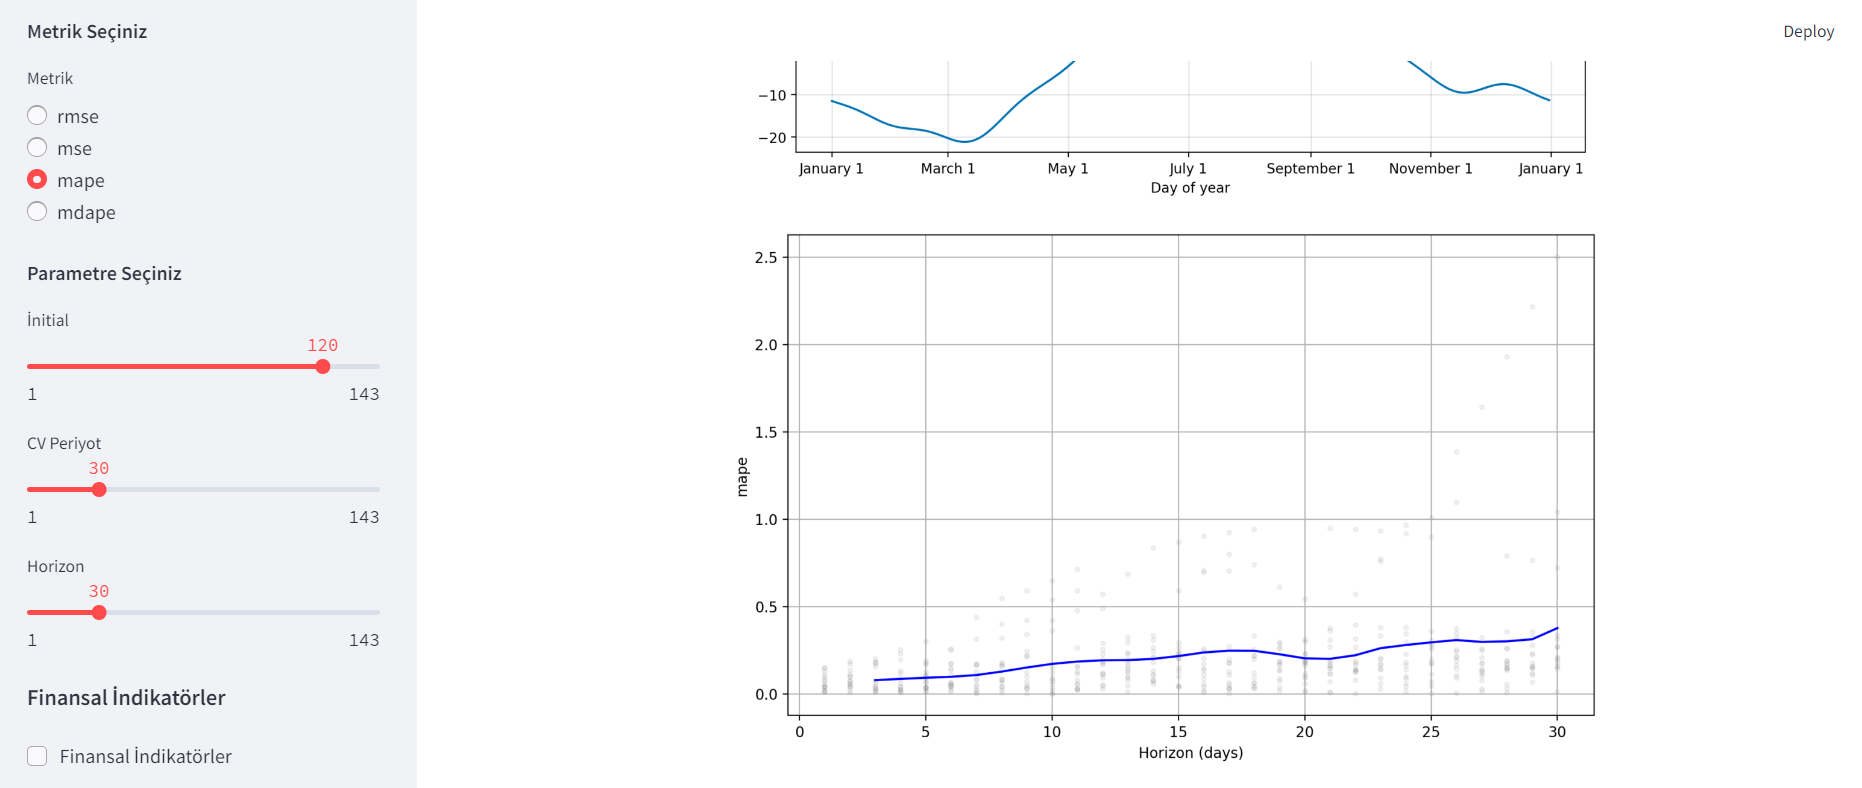 Metrik Seçiniz
Metrik
rmse
mse
mape
mdape
Parametre Seçiniz
İnitial
120
1 143
CV Periyot
30
1 143
Horizon
30
1 143
Finansal İndikatörler
Finansal İndikatörler
Deploy
−10
−20
January 1 March 1 May 1 July 1 September 1 November 1 January 1
Day of year
2.5
2.0
1.5
1.0
0.5
0.0
mape
0 5 10 15 20 25 30
Horizon (days)